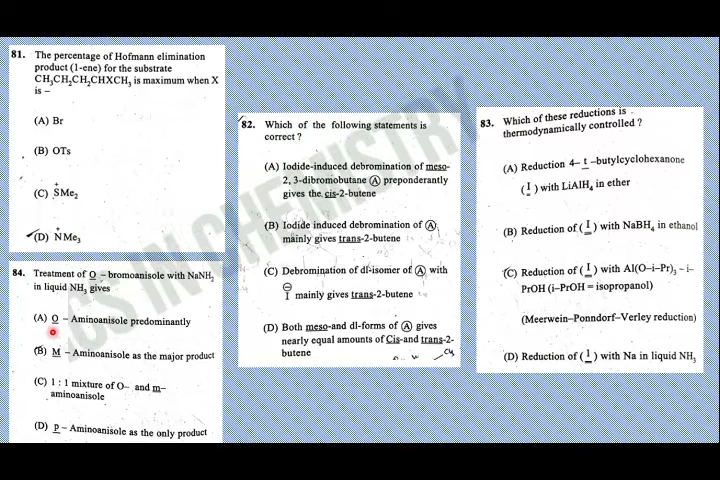 81. The percentage of Hofmann elimination
product (1-ene) for the substrate
CH₃CH₂CH₂CHXCH₃ is maximum when X
is –
(A) Br
(B) OTs
(C) S⁺Me₂
(D) N⁺Me₃
84. Treatment of O – bromoanisole with NaNH₂
in liquid NH₃ gives
(A) O – Aminoanisole predominantly
(B) M – Aminoanisole as the major product
(C) 1 : 1 mixture of O– and m–
aminoanisole
(D) p – Aminoanisole as the only product
82. Which of the following statements is
correct ?
(A) Iodide-induced debromination of meso-
2, 3-dibromobutane Ⓐ preponderantly
gives the cis-2-butene
(B) Iodide induced debromination of Ⓐ
mainly gives trans-2-butene
(C) Debromination of dl-isomer of Ⓐ with
I⊖ mainly gives trans-2-butene
(D) Both meso-and dl-forms of Ⓐ gives
nearly equal amounts of Cis-and trans-2-
butene
83. Which of these reductions is
thermodynamically controlled ?
(A) Reduction 4– t –butylcyclohexanone
(I) with LiAlH₄ in ether
(B) Reduction of (I) with NaBH₄ in ethanol
(C) Reduction of (I) with Al(O–i–Pr)₃ – i–
PrOH (i–PrOH = isopropanol)
(Meerwein–Ponndorf–Verley reduction)
(D) Reduction of (I) with Na in liquid NH₃
CS IN CHEMISTRY